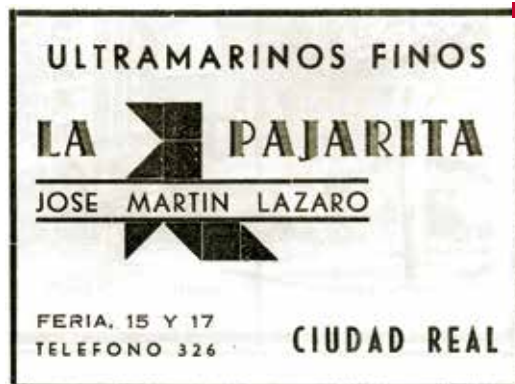 ULTRAMARINOS FINOS
LA PAJARITA
JOSE MARTIN LAZARO
FERIA, 15 Y 17
TELEFONO 326
CIUDAD REAL